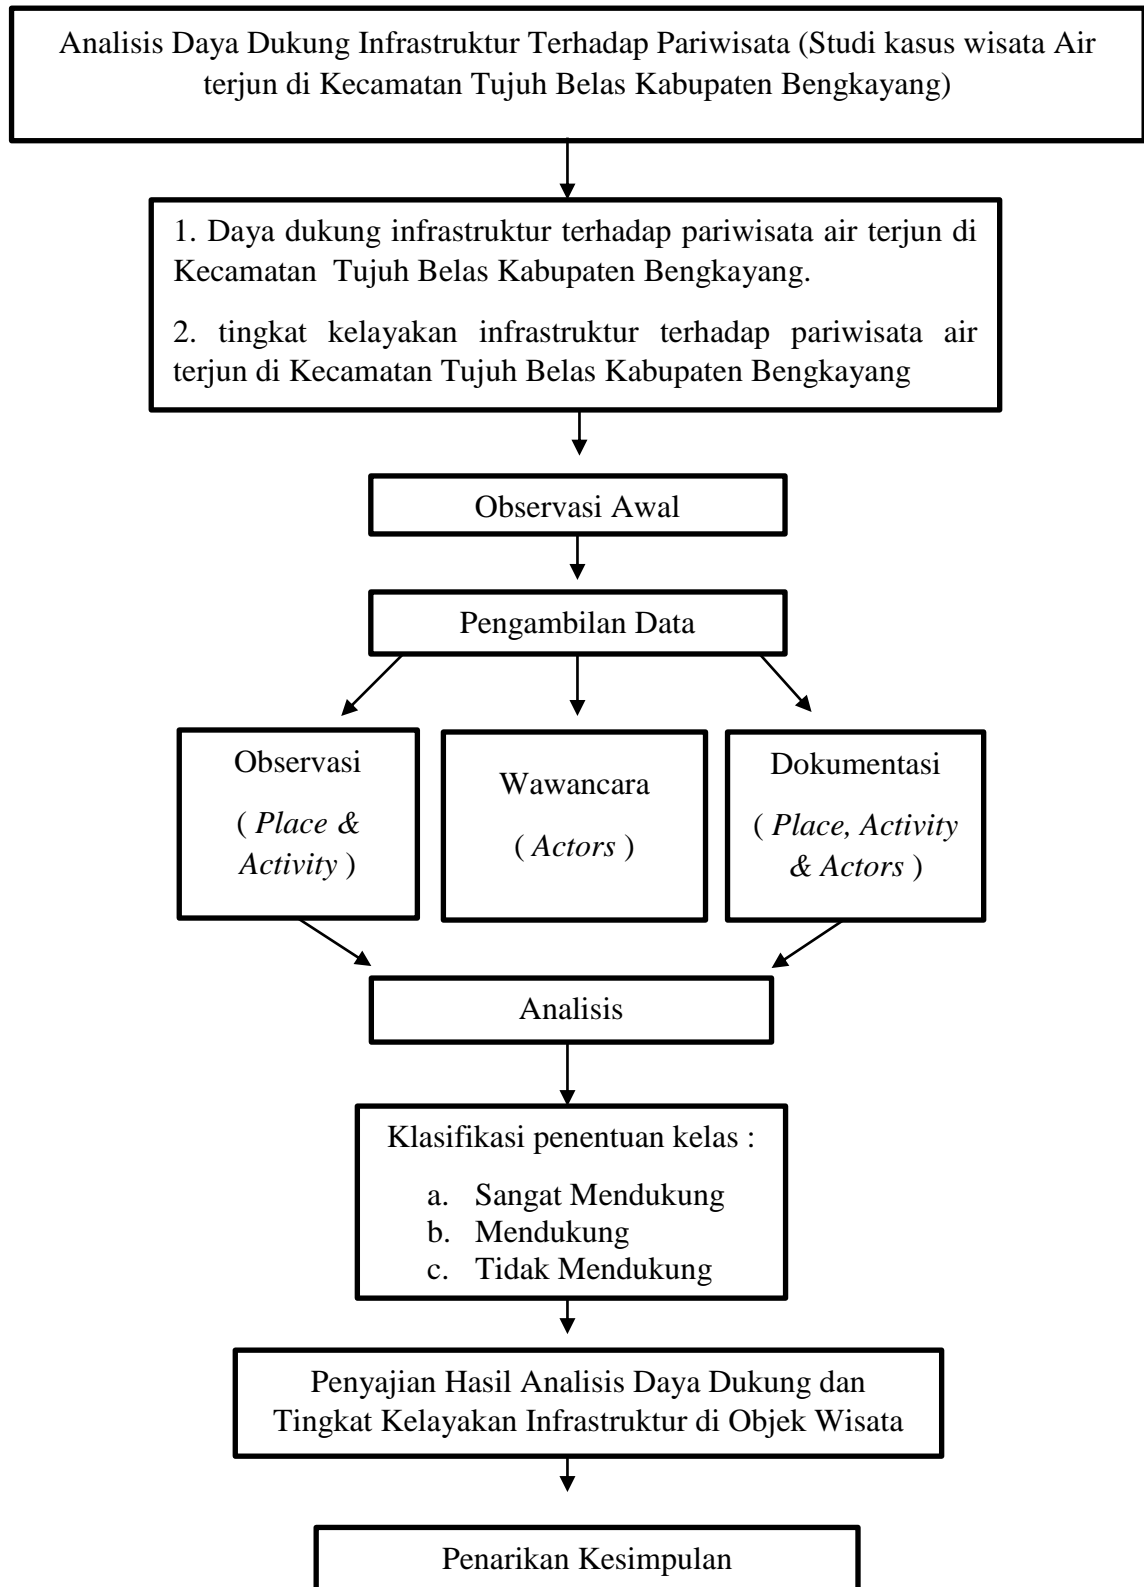 Analisis Daya Dukung Infrastruktur Terhadap Pariwisata (Studi kasus wisata Air
terjun di Kecamatan Tujuh Belas Kabupaten Bengkayang)
1. Daya dukung infrastruktur terhadap pariwisata air terjun di
Kecamatan Tujuh Belas Kabupaten Bengkayang.
2. tingkat kelayakan infrastruktur terhadap pariwisata air
terjun di Kecamatan Tujuh Belas Kabupaten Bengkayang
Observasi Awal
Pengambilan Data
Observasi
( Place &
Activity )
Wawancara
( Actors )
Dokumentasi
( Place, Activity
& Actors )
Analisis
Klasifikasi penentuan kelas :
a. Sangat Mendukung
b. Mendukung
c. Tidak Mendukung
Penyajian Hasil Analisis Daya Dukung dan
Tingkat Kelayakan Infrastruktur di Objek Wisata
Penarikan Kesimpulan